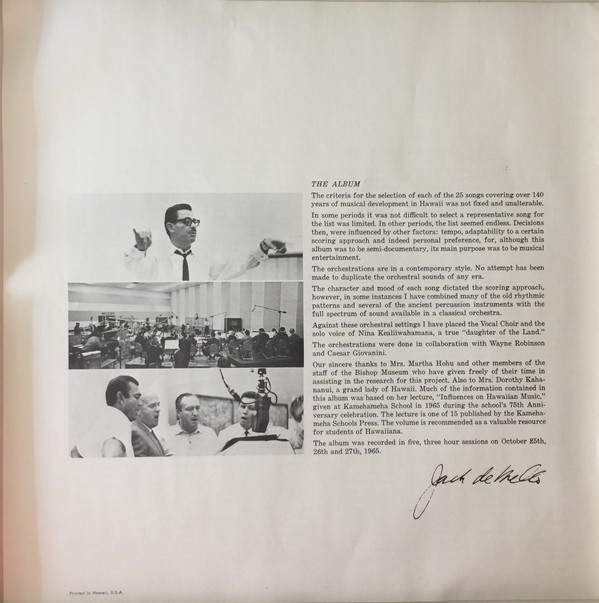 THE ALBUM
The criteria for the selection of each of the 25 songs covering over 140
years of musical development in Hawaii was not fixed and unalterable.
In some periods it was not difficult to select a representative song for
the list was limited. In other periods, the list seemed endless. Decisions
then, were influenced by other factors: tempo, adaptability to a certain
scoring approach and indeed personal preference, for, although this
album was to be semi-documentary, its main purpose was to be musical
entertainment.
The orchestrations are in a contemporary style. No attempt has been
made to duplicate the orchestral sounds of any era.
The character and mood of each song dictated the scoring approach,
however, in some instances I have combined many of the old rhythmic
patterns and several of the ancient percussion instruments with the
full spectrum of sound available in a classical orchestra.
Against these orchestral settings I have placed the Vocal Choir and the
solo voice of Nina Kealiiwahamana, a true "daughter of the Land."
The orchestrations were done in collaboration with Wayne Robinson
and Caesar Giovanini.
Our sincere thanks to Mrs. Martha Hohu and other members of the
staff of the Bishop Museum who have given freely of their time in
assisting in the research for this project. Also to Mrs. Dorothy Kaha-
nanui, a grand lady of Hawaii. Much of the information contained in
this album was based on her lecture, "Influences on Hawaiian Music,"
given at Kamehameha School in 1965 during the school's 75th Anni-
versary celebration. The lecture is one of 15 published by the Kameha-
meha Schools Press. The volume is recommended as a valuable resource
for students of Hawaiiana.
The album was recorded in five, three hour sessions on October 25th,
26th and 27th, 1965.
Jack de Mello
Printed in Hawaii, U.S.A.